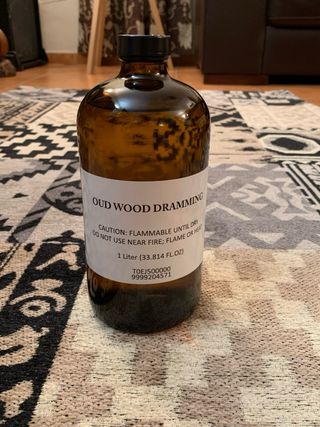 OUD WOOD DRAMMING
CAUTION: FLAMMABLE UNTIL DRY
DO NOT USE NEAR FIRE; FLAME OR HEAT
1 Liter (33.814 FL.OZ)
T0EJ500000
9999204571